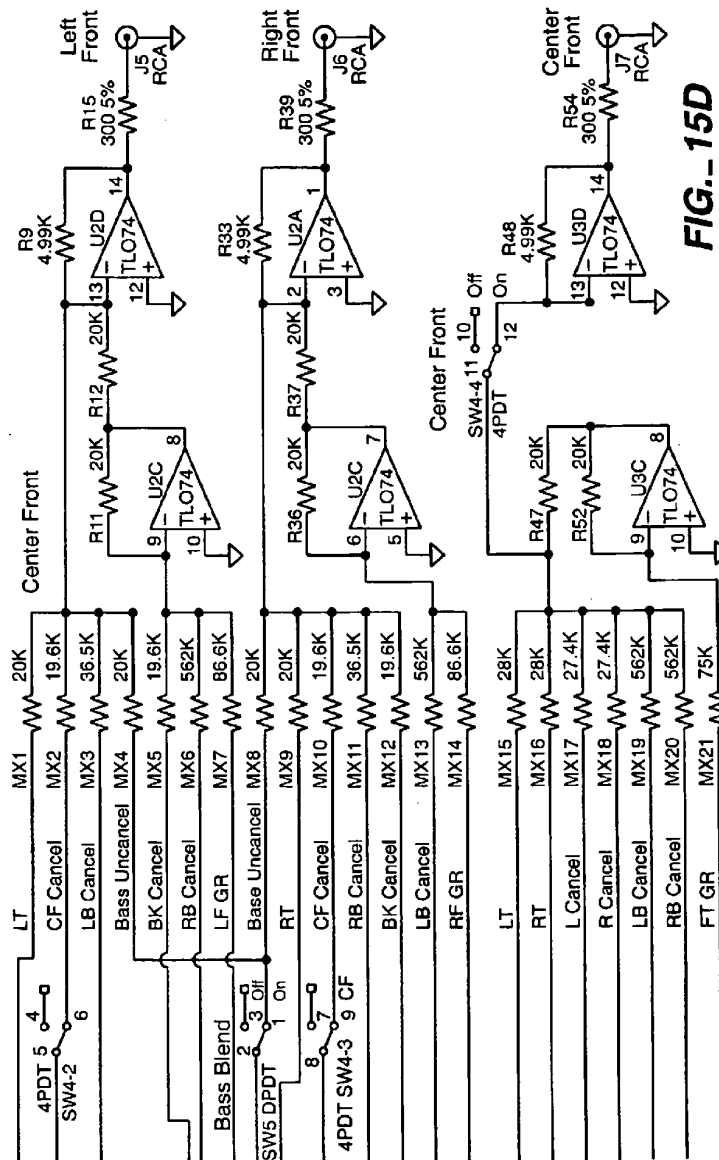 LT
MX1
20K
4PDT
5
4
6
SW4-2
CF Cancel
MX2
19.6K
LB Cancel
MX3
36.5K
Bass Uncancel
MX4
20K
BK Cancel
MX5
19.6K
RB Cancel
MX6
562K
LF GR
MX7
86.6K
Center Front
R11
20K
9
10
8
U2C
TLO74
−
+
R12
20K
13
12
14
U2D
TLO74
−
+
R9
4.99K
R15
300 5%
Left
Front
J5
RCA
Bass Blend
2
3 Off
1 On
SW5 DPDT
Base Uncancel
MX8
20K
RT
MX9
20K
8
7
9 CF
4PDT SW4-3
CF Cancel
MX10
19.6K
RB Cancel
MX11
36.5K
BK Cancel
MX12
19.6K
LB Cancel
MX13
562K
RF GR
MX14
86.6K
R36
20K
6
5
7
U2C
TLO74
−
+
R37
20K
2
3
1
U2A
TLO74
−
+
R33
4.99K
R39
300 5%
Right
Front
J6
RCA
LT
MX15
28K
RT
MX16
28K
L Cancel
MX17
27.4K
R Cancel
MX18
27.4K
LB Cancel
MX19
562K
RB Cancel
MX20
562K
FT GR
MX21
75K
R47
20K
R52
20K
9
10
8
U3C
TLO74
−
+
Center Front
SW4-4
4PDT
11
10
Off
On
12
13
12
14
U3D
TLO74
−
+
R48
4.99K
R54
300 5%
Center
Front
J7
RCA
FIG._15D